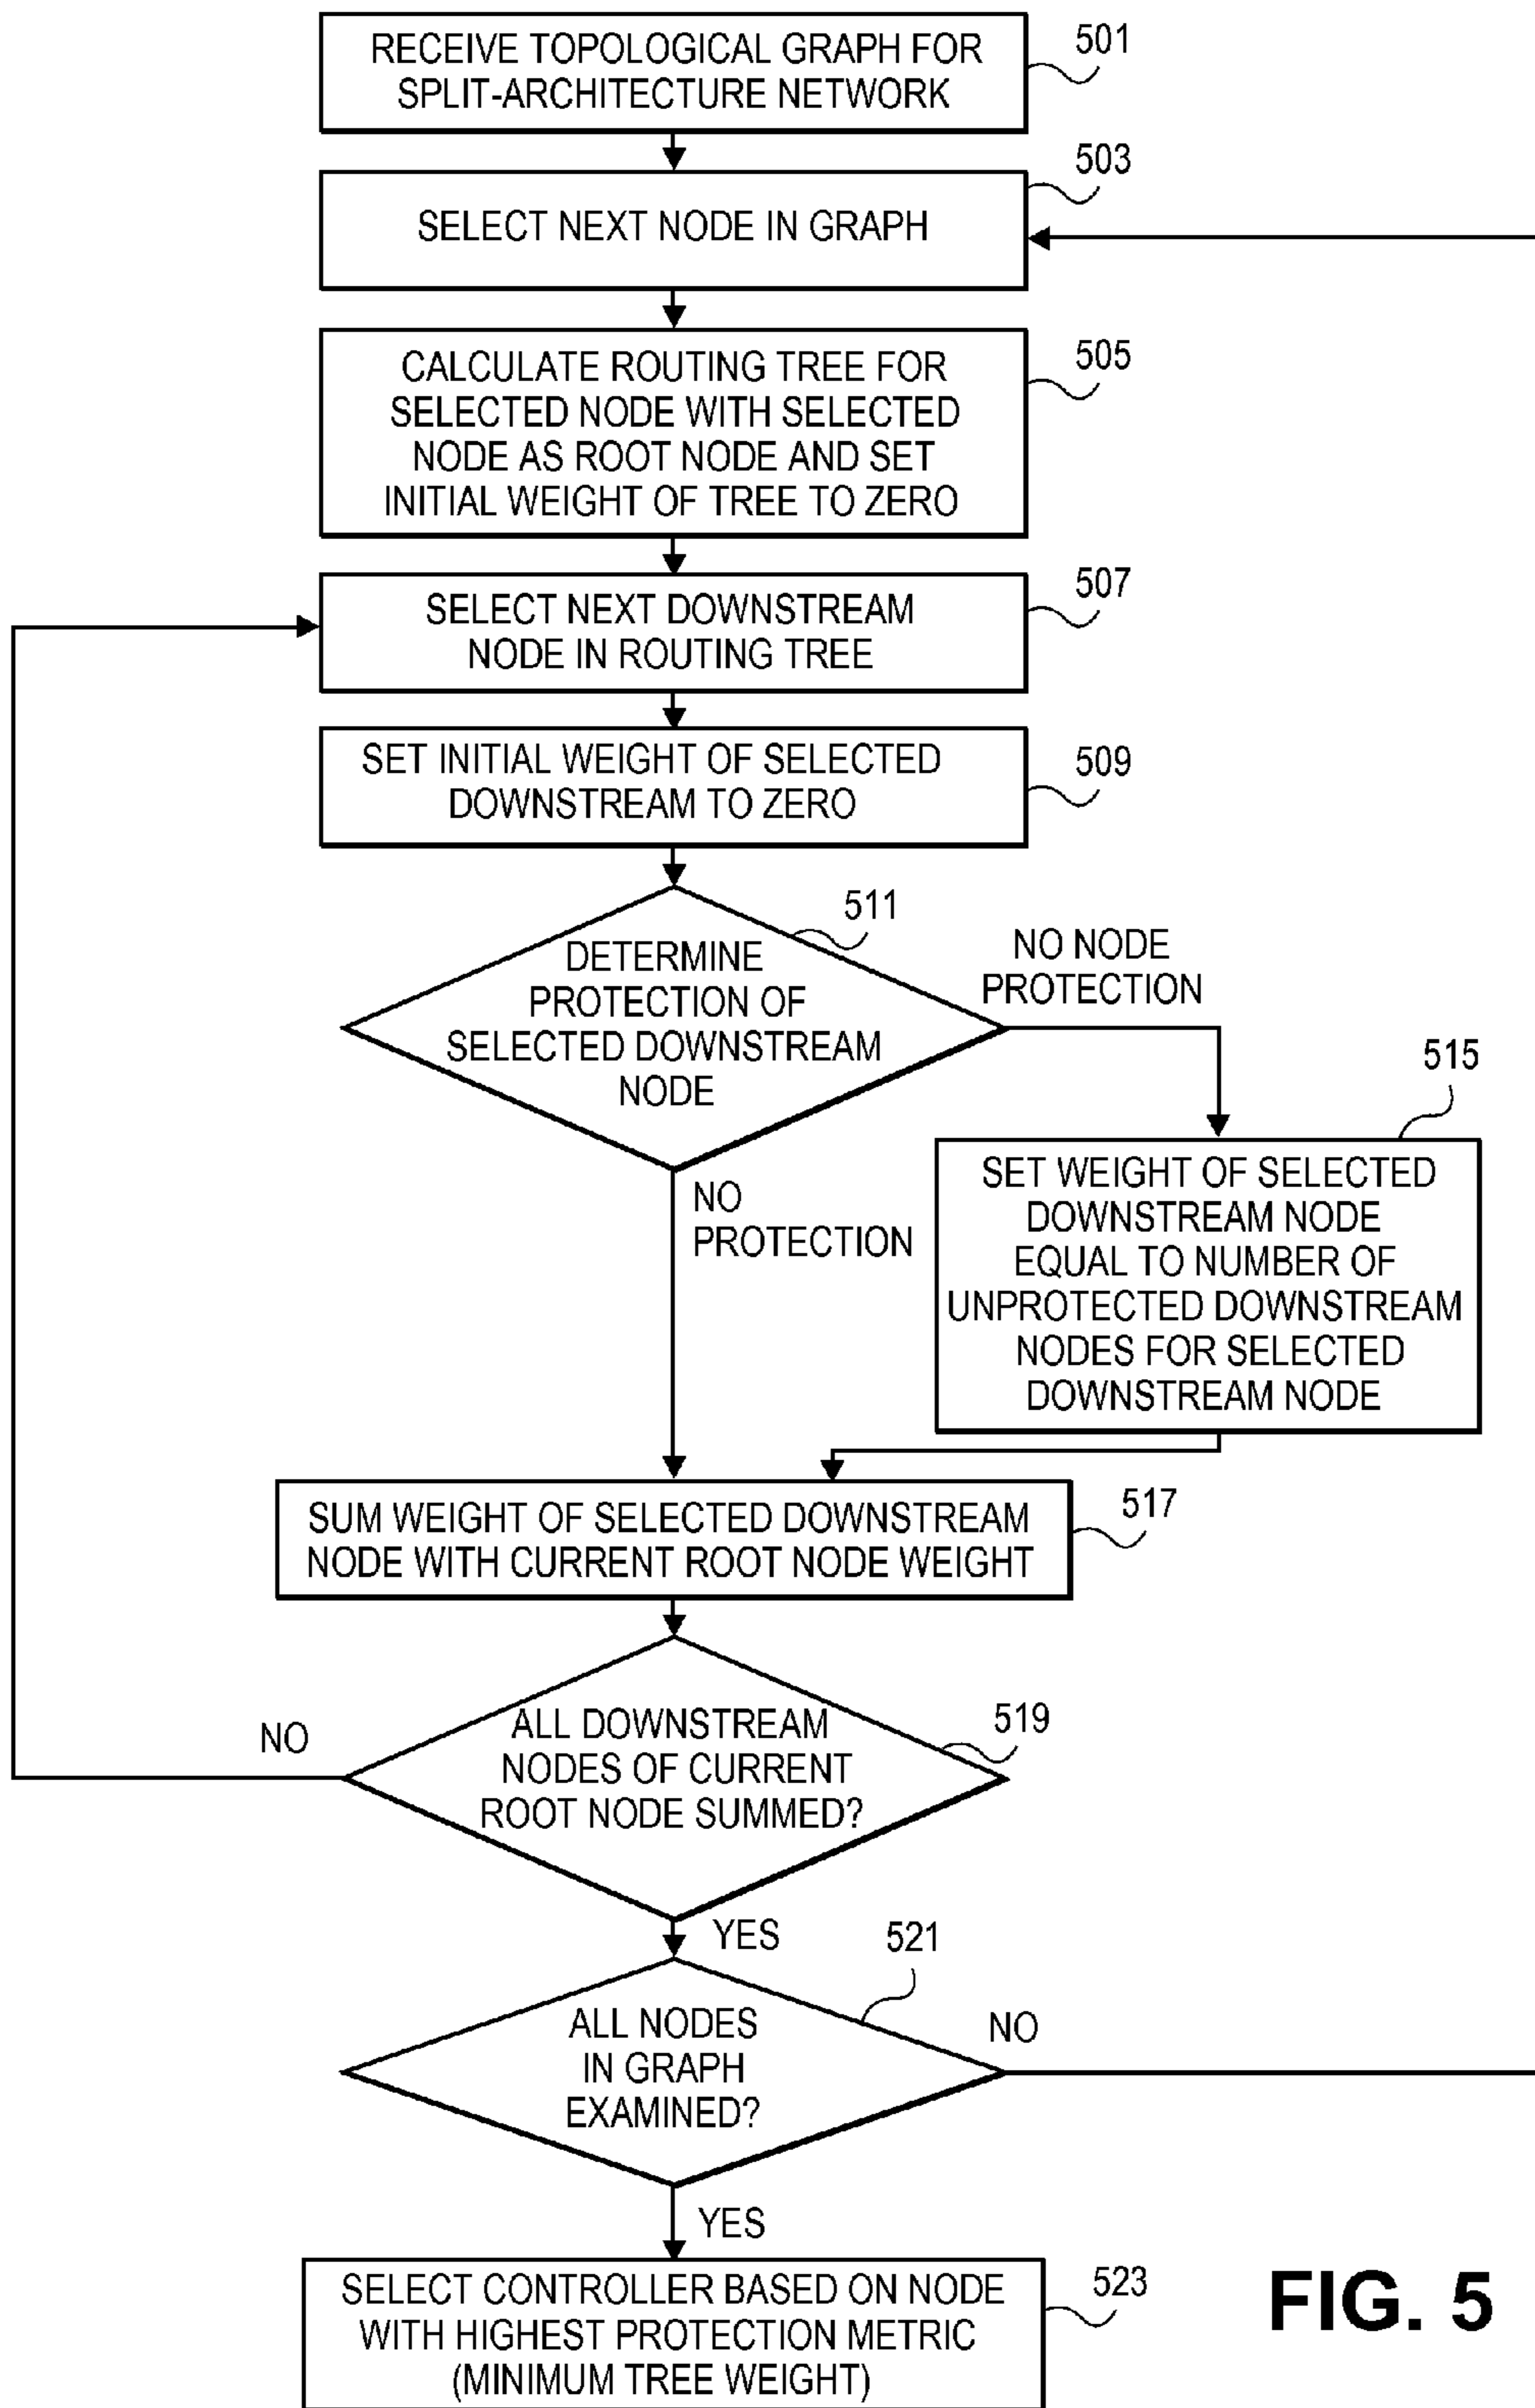 RECEIVE TOPOLOGICAL GRAPH FOR
SPLIT-ARCHITECTURE NETWORK
501
SELECT NEXT NODE IN GRAPH
503
CALCULATE ROUTING TREE FOR
SELECTED NODE WITH SELECTED
NODE AS ROOT NODE AND SET
INITIAL WEIGHT OF TREE TO ZERO
505
SELECT NEXT DOWNSTREAM
NODE IN ROUTING TREE
507
SET INITIAL WEIGHT OF SELECTED
DOWNSTREAM TO ZERO
509
DETERMINE
PROTECTION OF
SELECTED DOWNSTREAM
NODE
511
NO NODE
PROTECTION
NO
PROTECTION
515
SET WEIGHT OF SELECTED
DOWNSTREAM NODE
EQUAL TO NUMBER OF
UNPROTECTED DOWNSTREAM
NODES FOR SELECTED
DOWNSTREAM NODE
SUM WEIGHT OF SELECTED DOWNSTREAM
NODE WITH CURRENT ROOT NODE WEIGHT
517
ALL DOWNSTREAM
NODES OF CURRENT
ROOT NODE SUMMED?
519
NO
YES
ALL NODES
IN GRAPH
EXAMINED?
521
NO
YES
SELECT CONTROLLER BASED ON NODE
WITH HIGHEST PROTECTION METRIC
(MINIMUM TREE WEIGHT)
523
FIG. 5